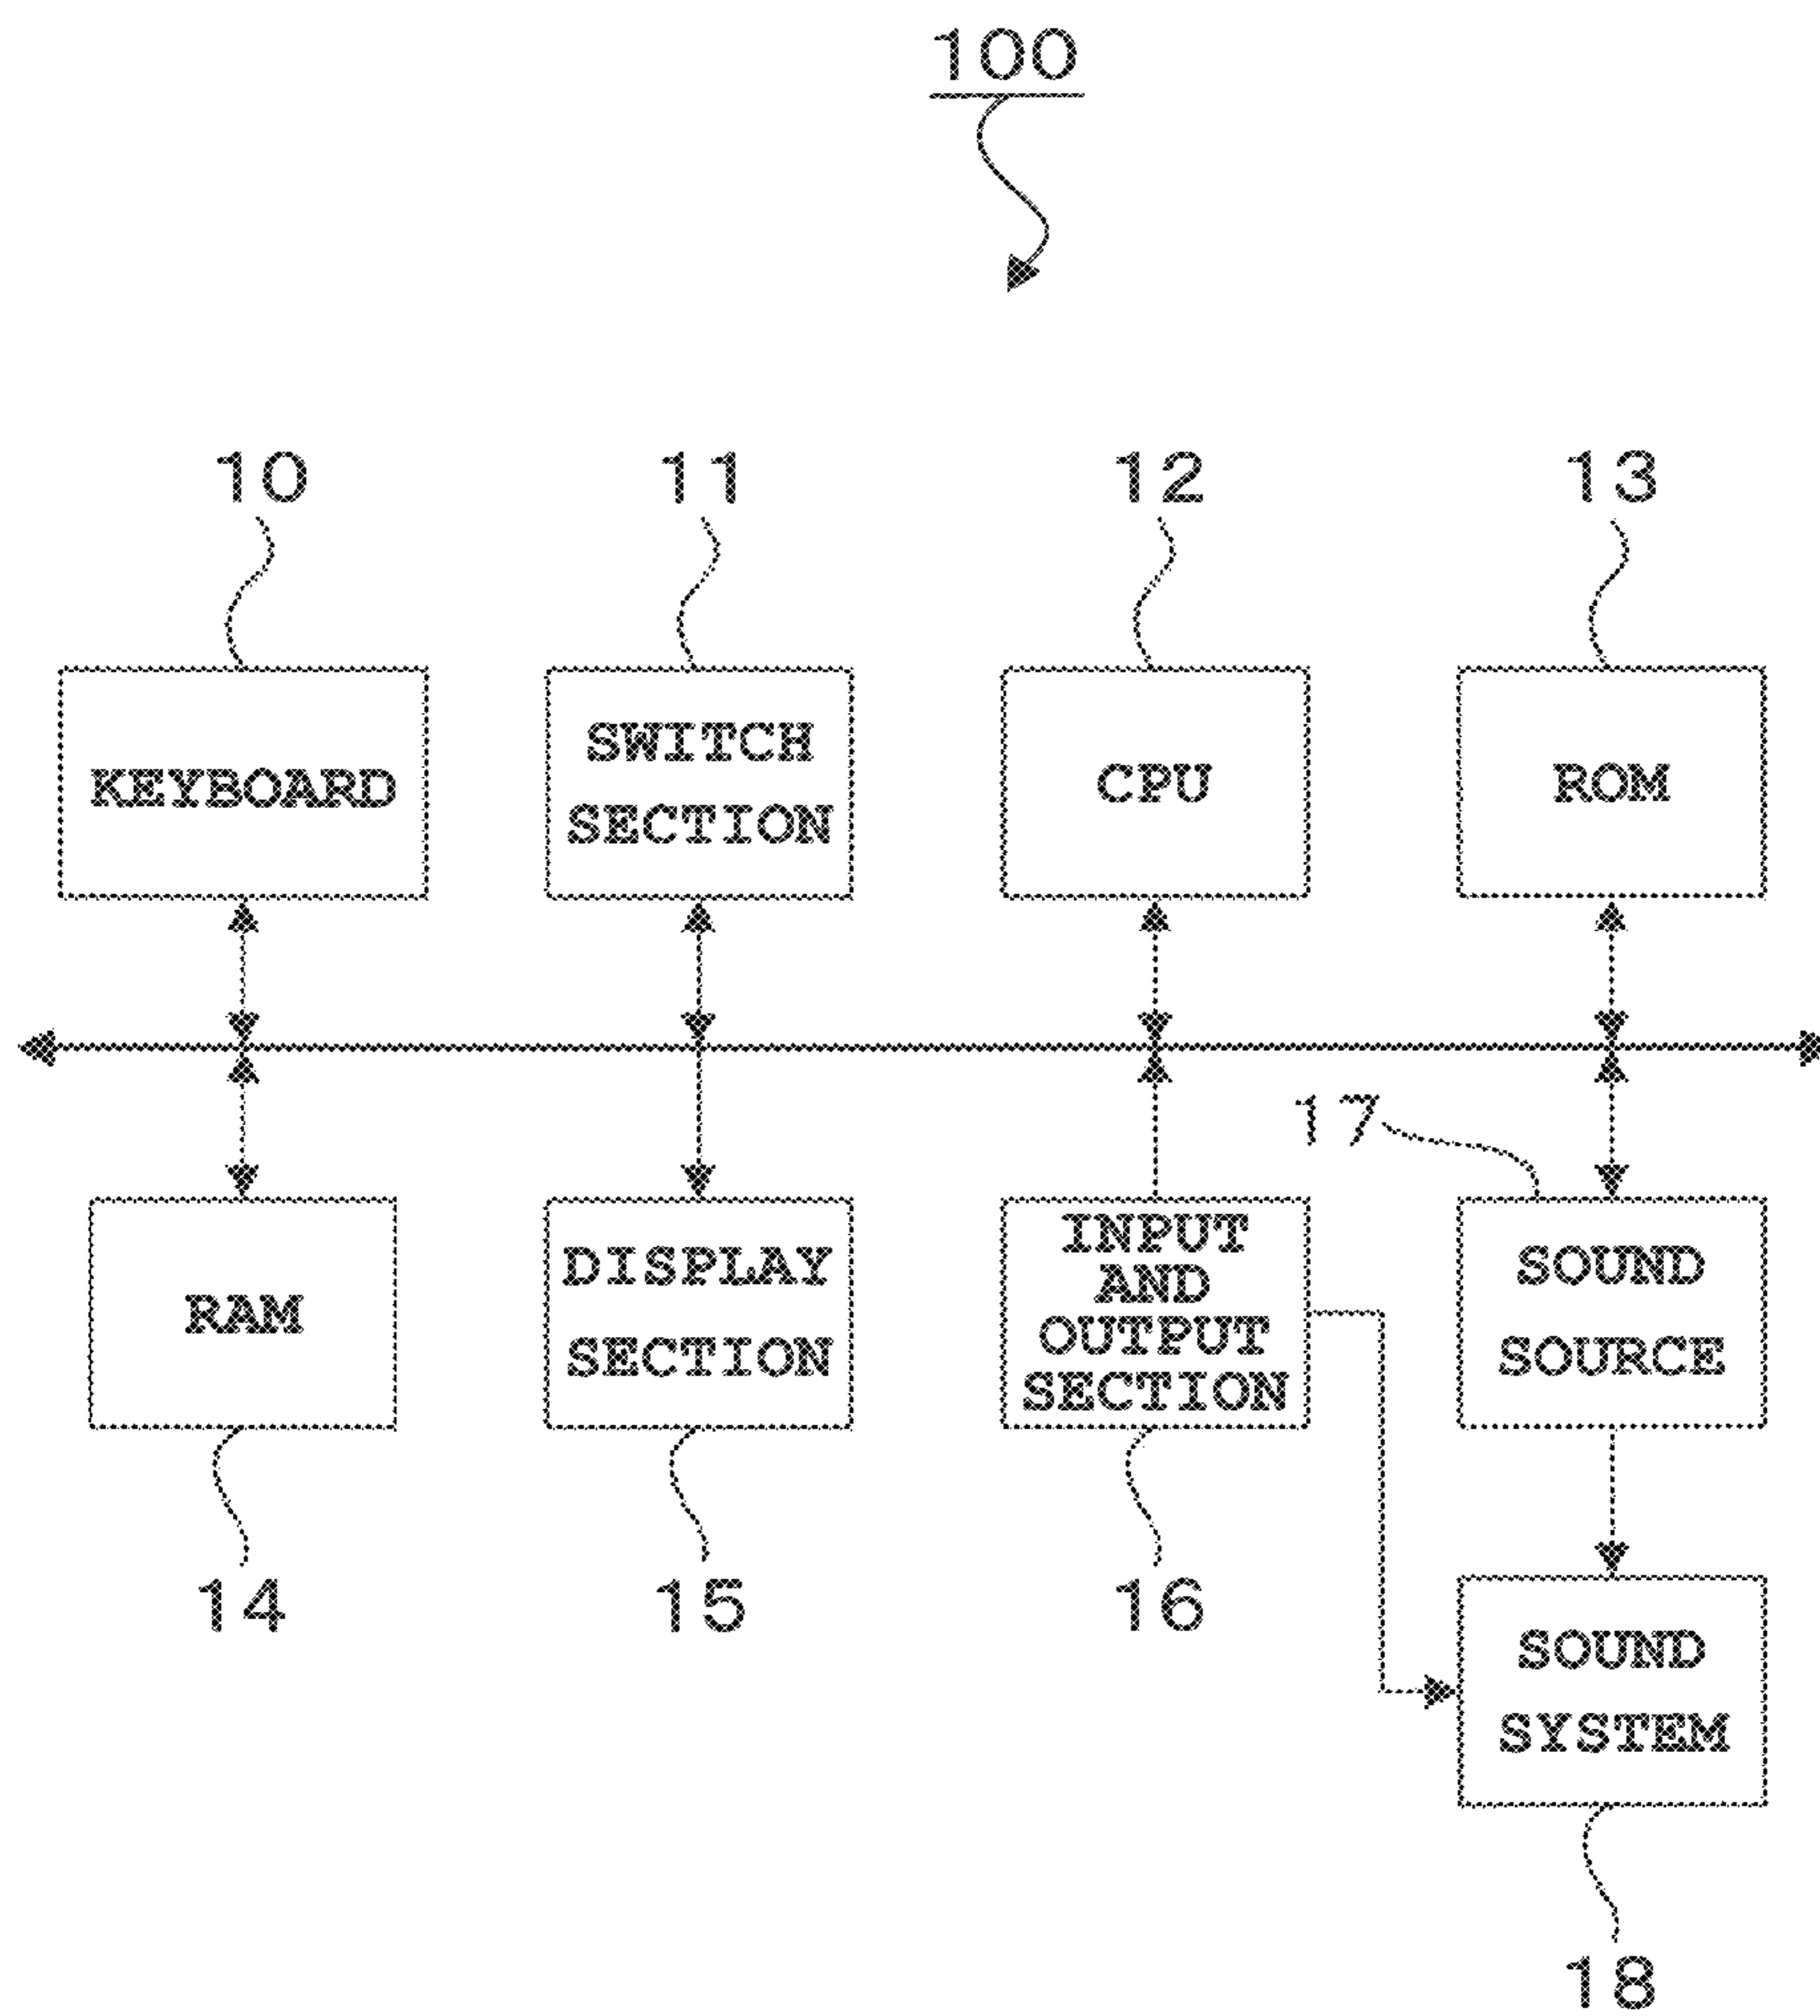 100
10
11
12
13
KEYBOARD
SWITCH
SECTION
CPU
ROM
17
RAM
DISPLAY
SECTION
INPUT
AND
OUTPUT
SECTION
SOUND
SOURCE
14
15
16
SOUND
SYSTEM
18